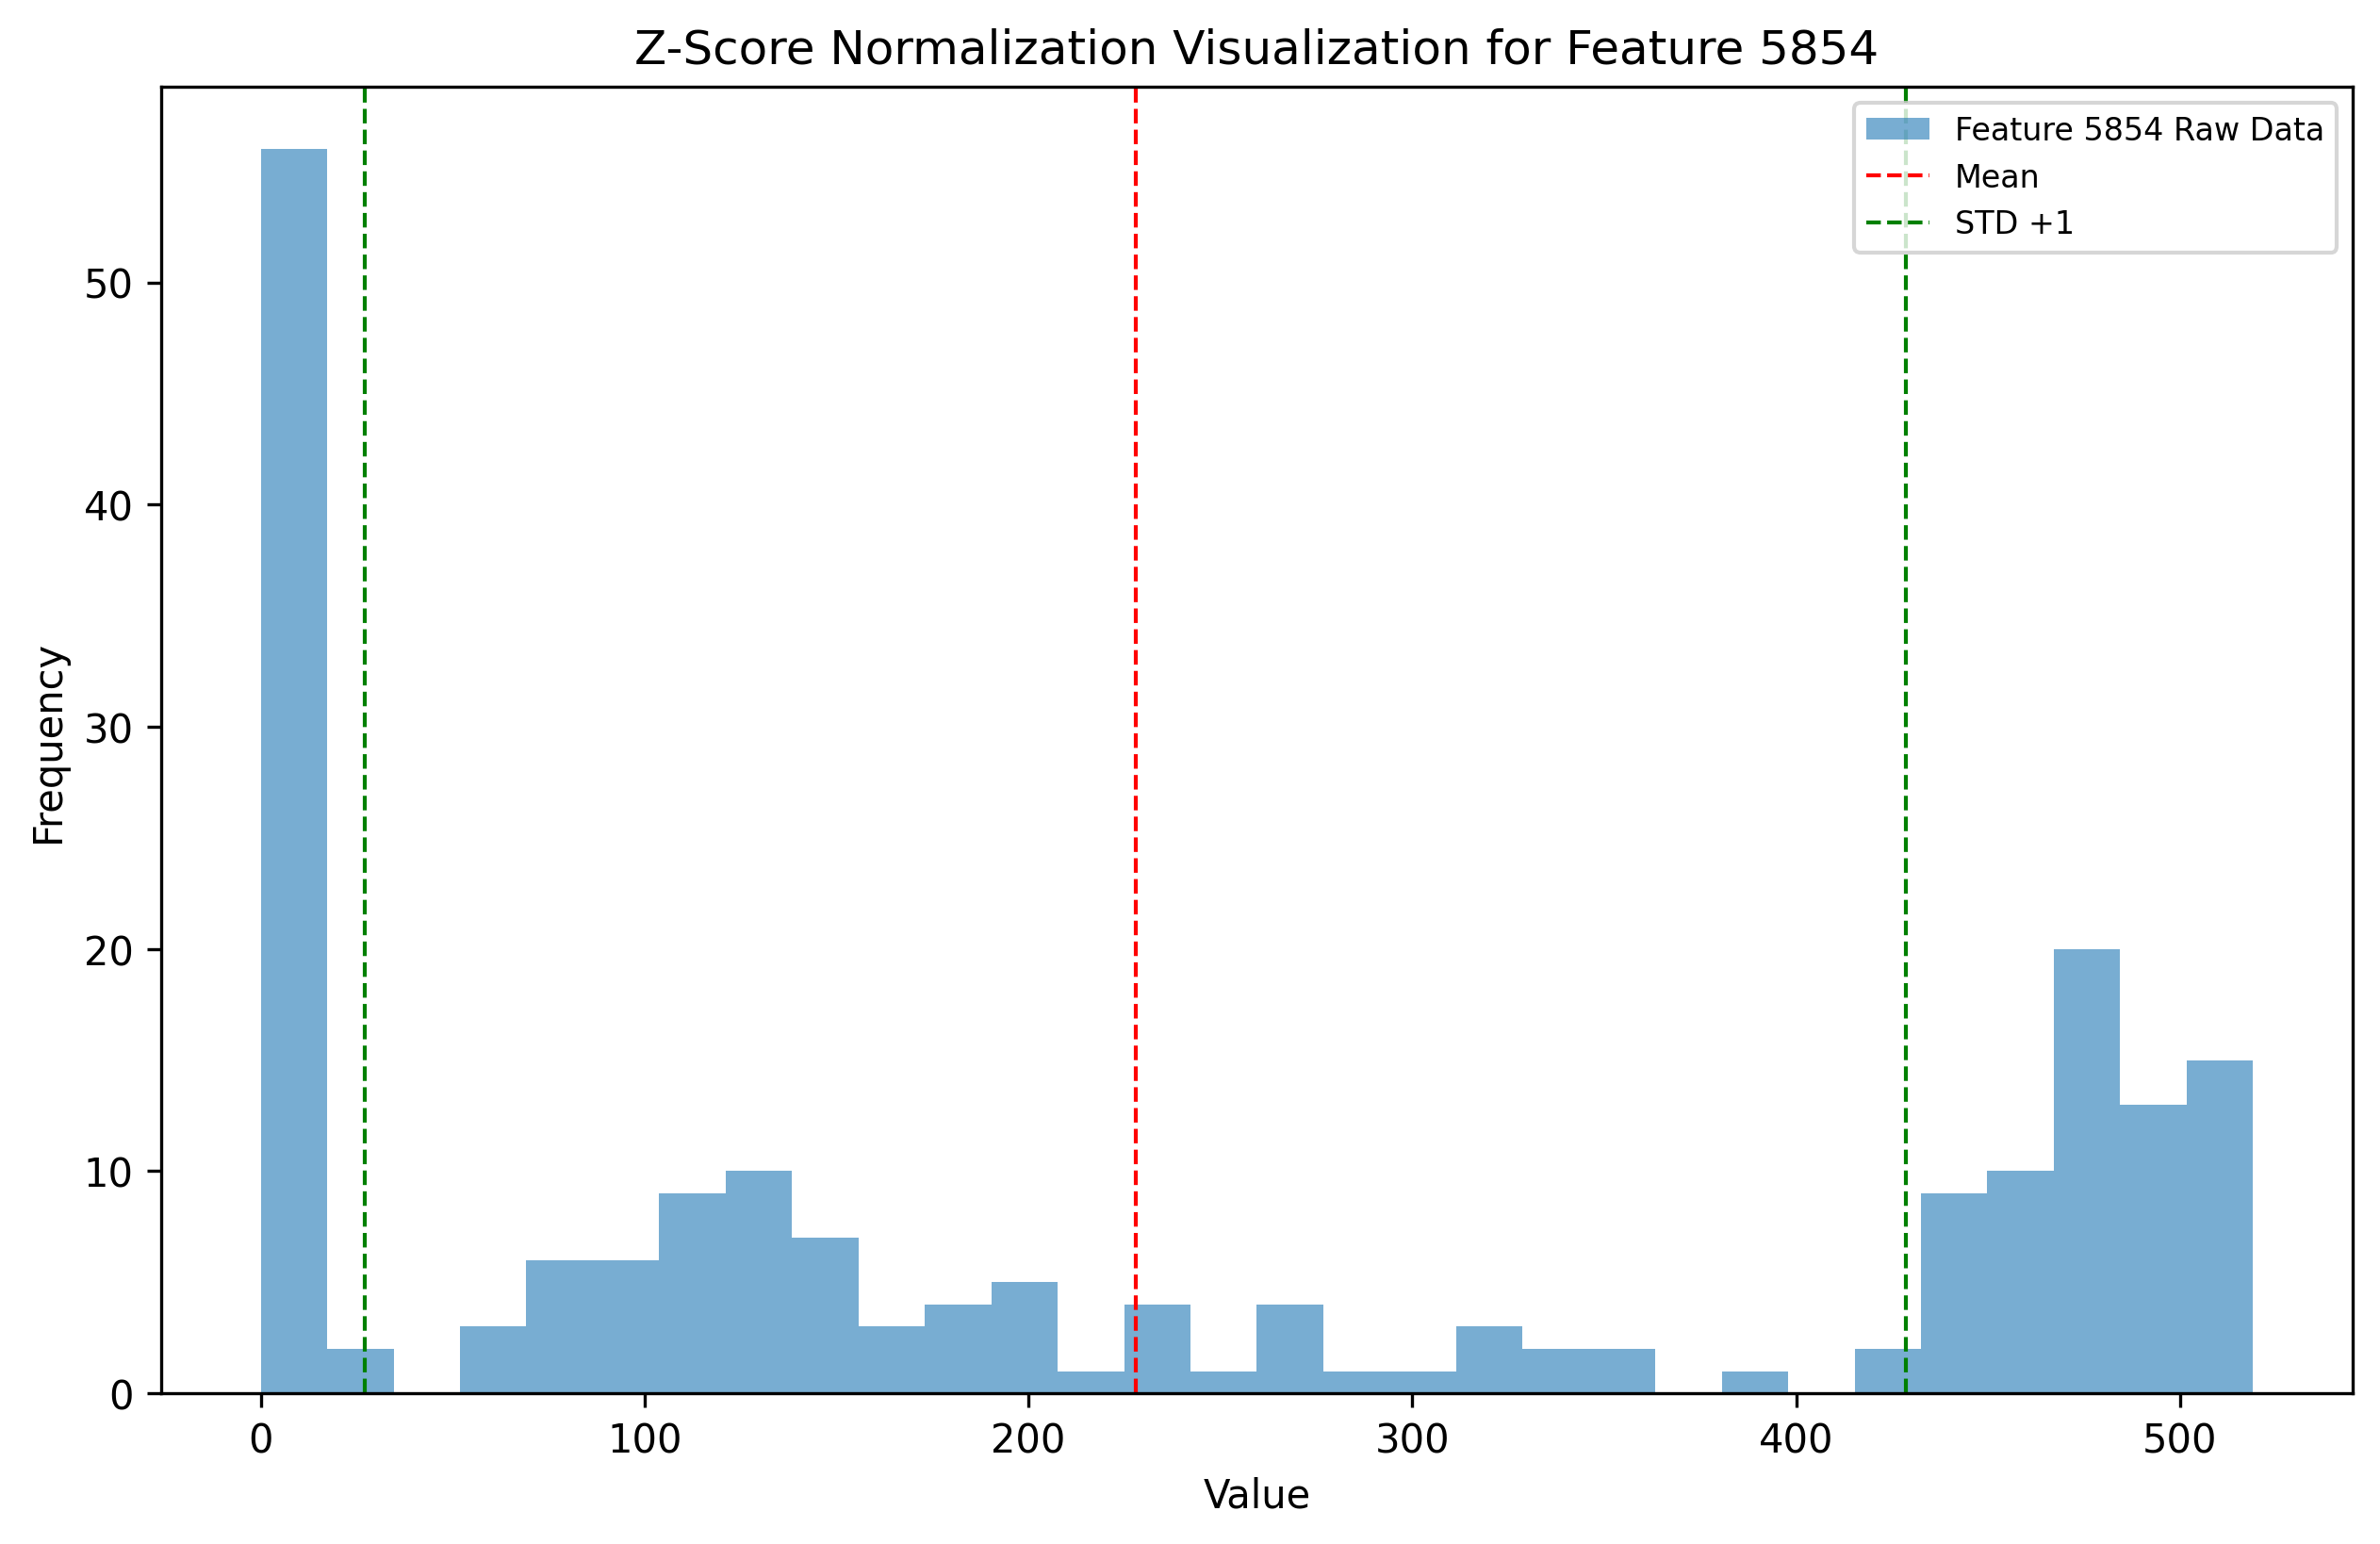 Z-Score Normalization Visualization for Feature 5854
Feature 5854 Raw Data
Mean
STD +1
Frequency
50
40
30
20
10
0
0 100 200 300 400 500
Value